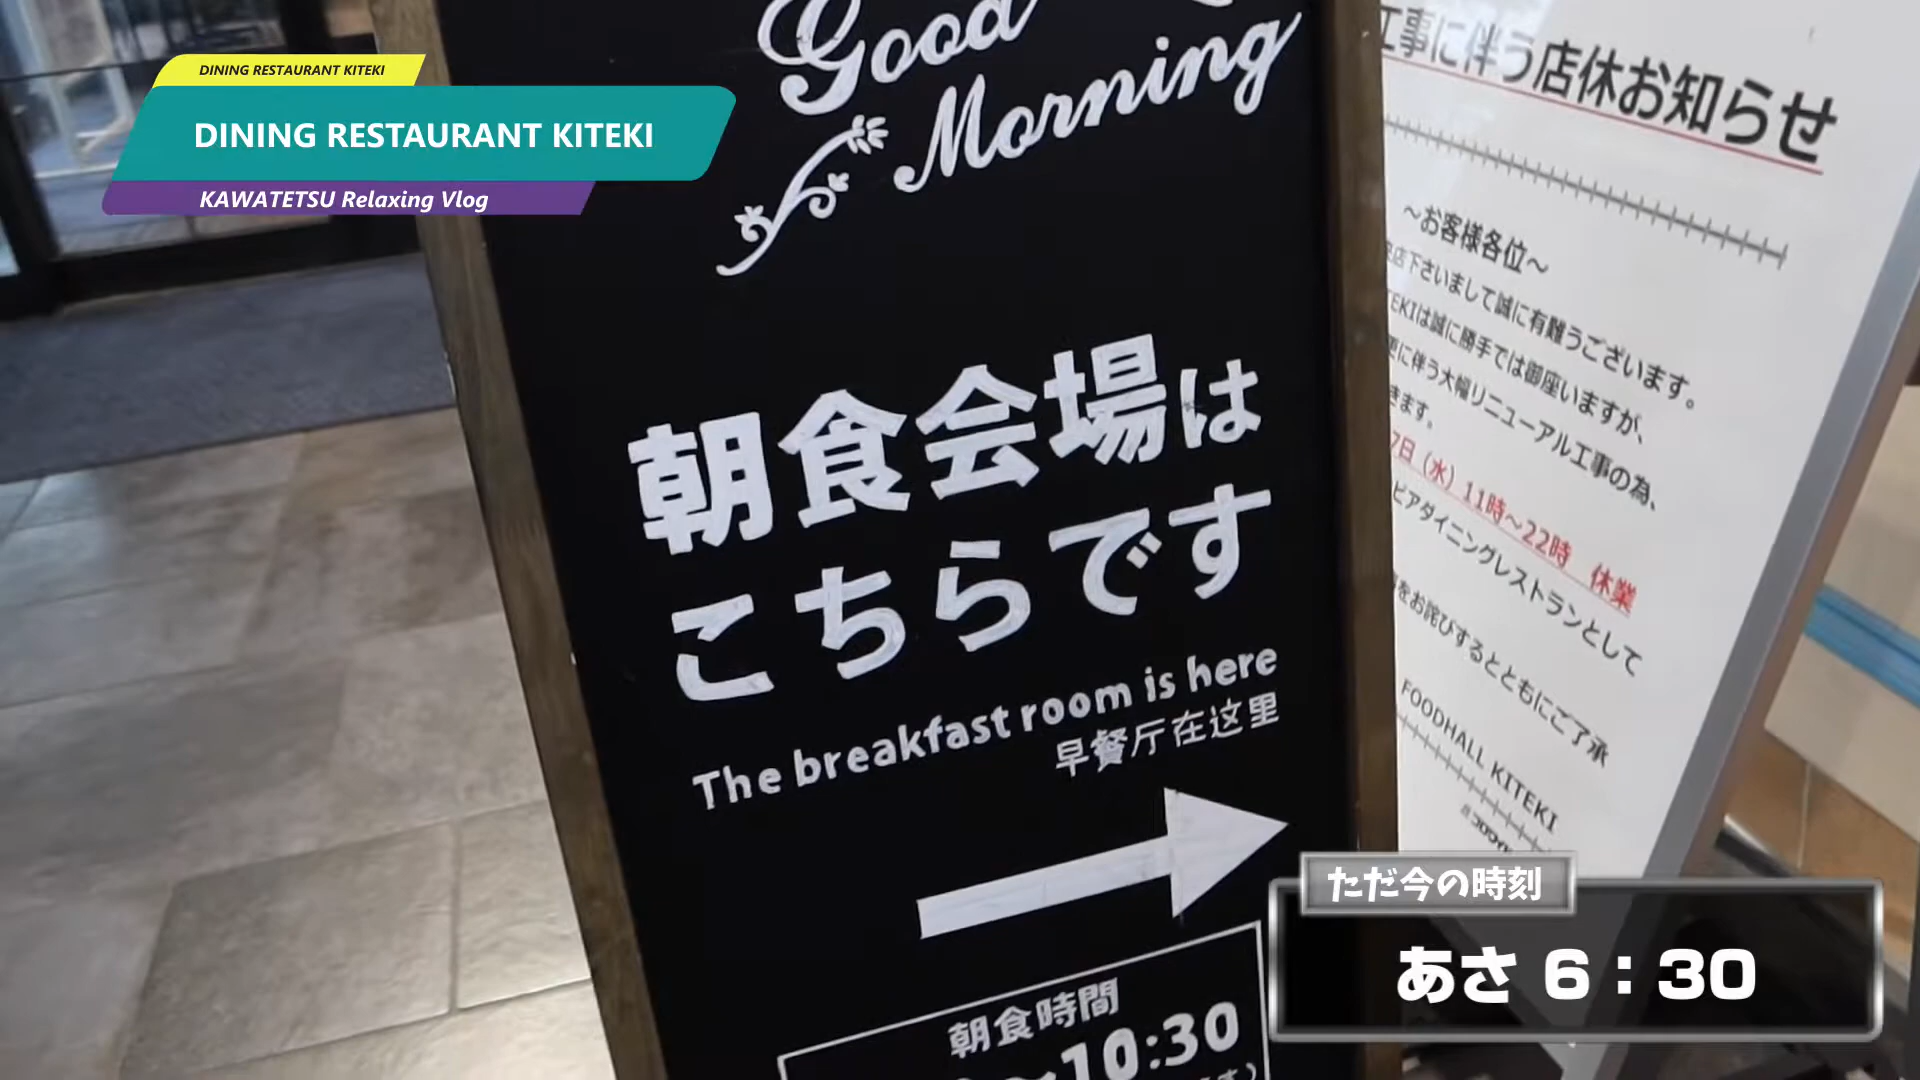 DINING RESTAURANT KITEKI
DINING RESTAURANT KITEKI
KAWATETSU Relaxing Vlog
Good
Morning
朝食会場は
こちらです
The breakfast room is here
早餐厅在这里
朝食時間
～10:30
工事に伴う店休お知らせ
～お客様各位～
店下さいまして誠に有難うございます。
TEKIは誠に勝手では御座いますが、
更に伴う大幅リニューアル工事の為、
きます。
7日（水）11時～22時 休業
ビアダイニングレストランとして
をお詫びするとともにご了承
FOODHALL KITEKI
ただ今の時刻
あさ 6：30